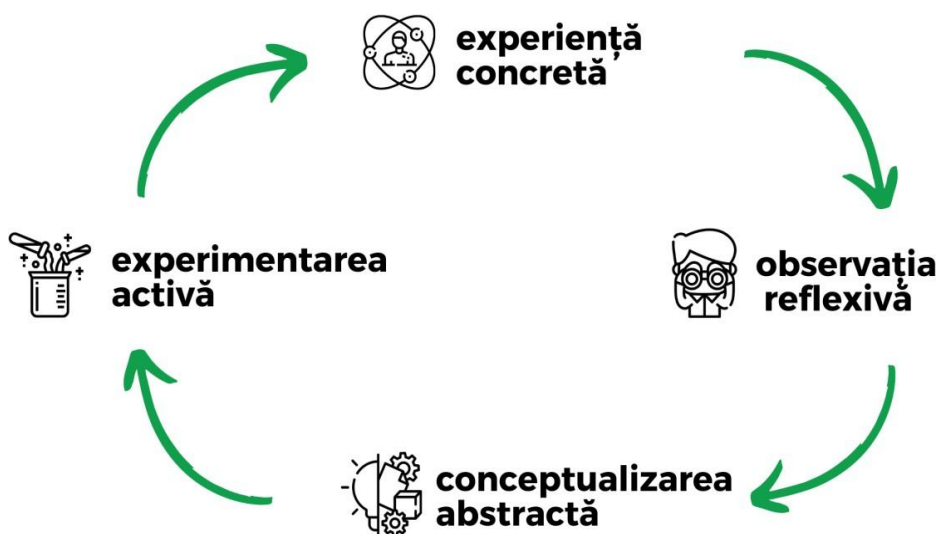 experiență
concretă
observația
reflexivă
conceptualizarea
abstractă
experimentarea
activă